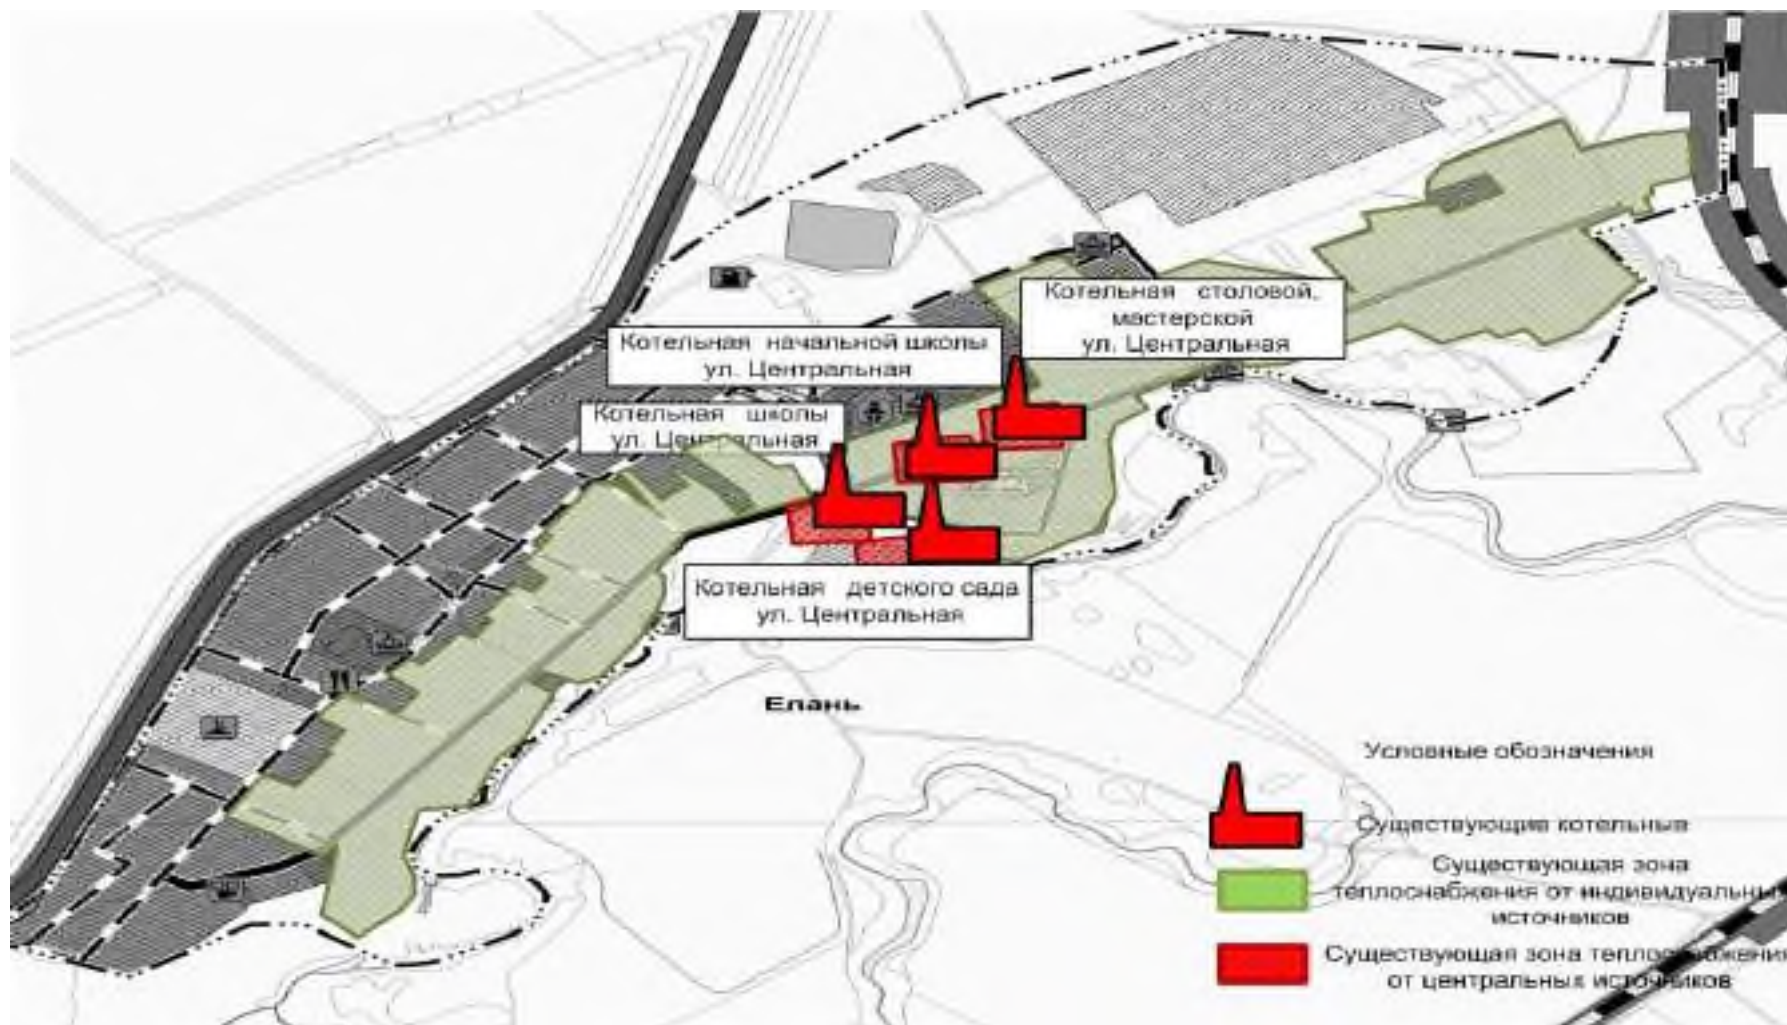 Котельная столовой,
мастерской
ул. Центральная
Котельная начальной школы
ул. Центральная
Котельная школы
ул. Центральная
Котельная детского сада
ул. Центральная
Елань
Условные обозначения
Существующие котельные
Существующая зона
теплоснабжения от индивидуальных
источников
Существующая зона теплоснабжения
от центральных источников